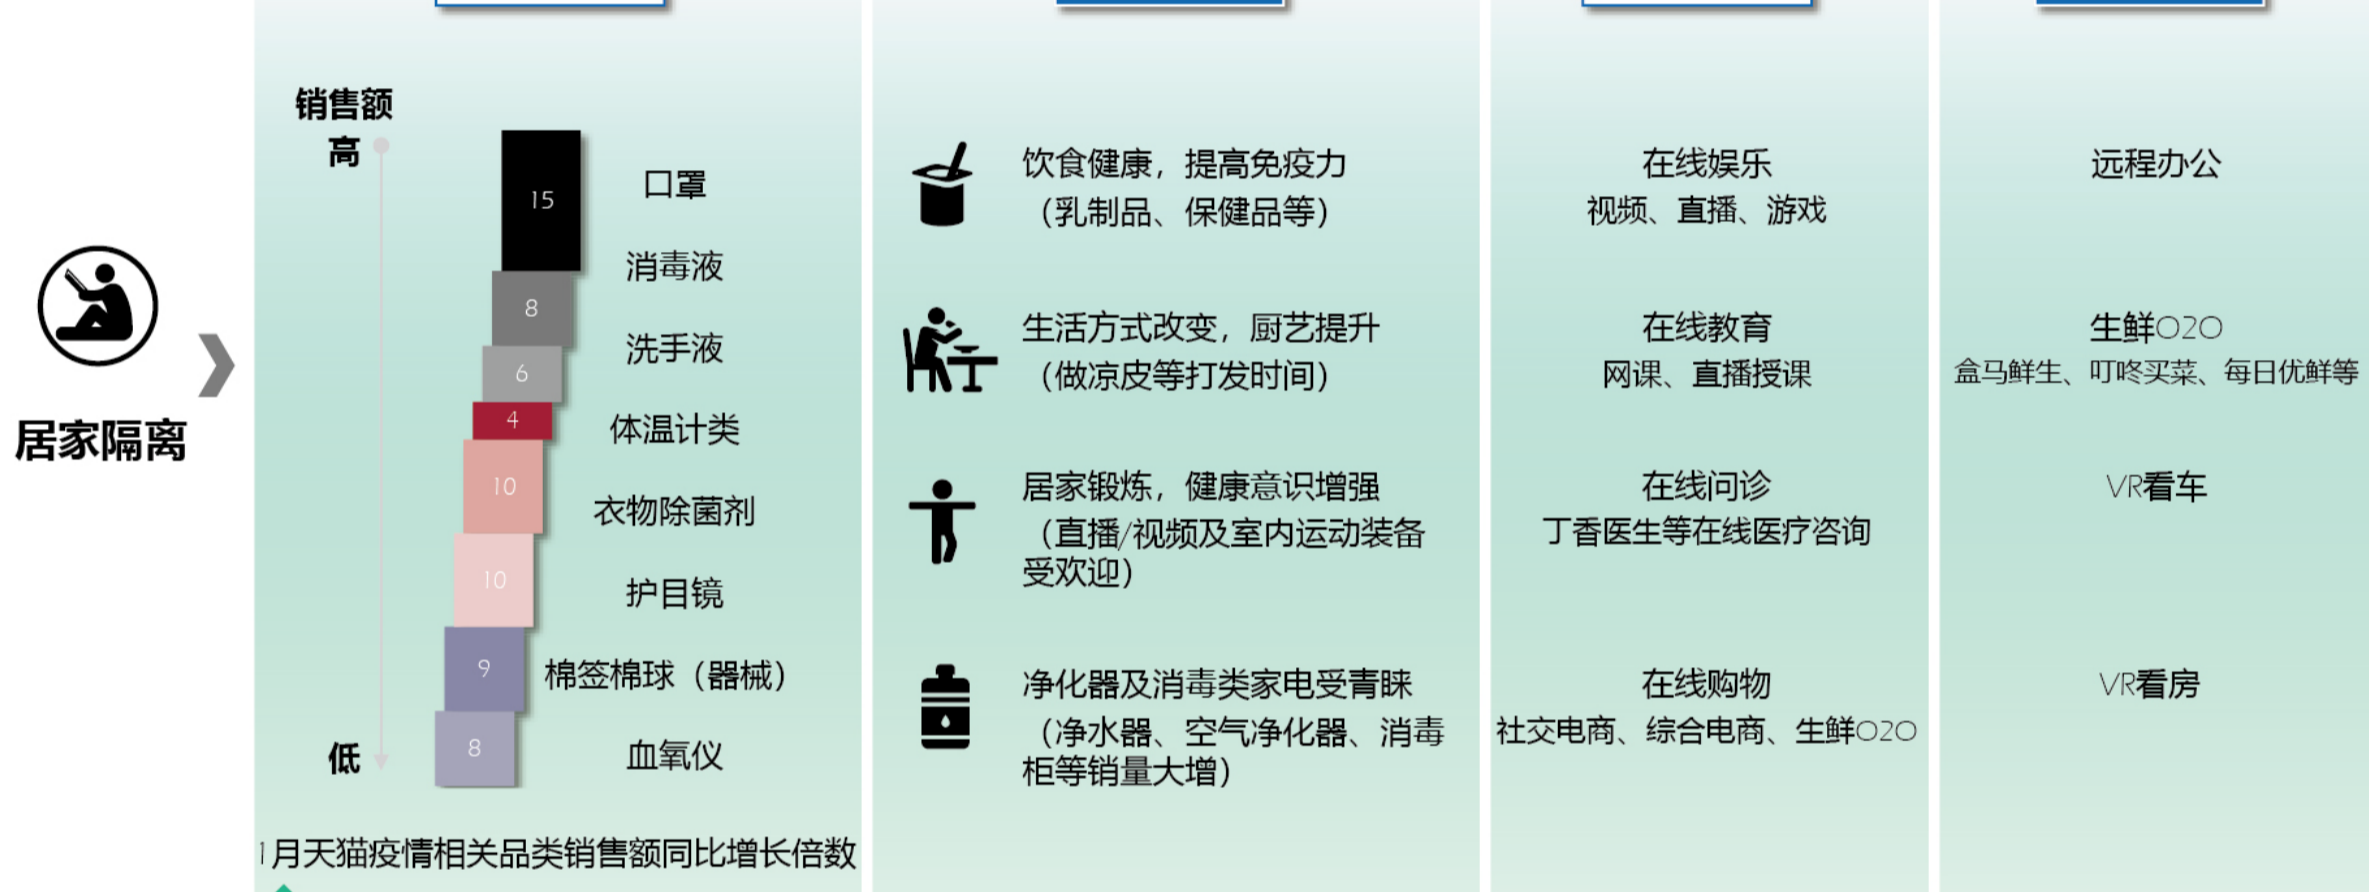 居家隔离
销售额
高
低
15
8
6
4
10
10
9
8
口罩
消毒液
洗手液
体温计类
衣物除菌剂
护目镜
棉签棉球（器械）
血氧仪
1月天猫疫情相关品类销售额同比增长倍数
饮食健康，提高免疫力
（乳制品、保健品等）
生活方式改变，厨艺提升
（做凉皮等打发时间）
居家锻炼，健康意识增强
（直播/视频及室内运动装备
受欢迎）
净化器及消毒类家电受青睐
（净水器、空气净化器、消毒
柜等销量大增）
在线娱乐
视频、直播、游戏
在线教育
网课、直播授课
在线问诊
丁香医生等在线医疗咨询
在线购物
社交电商、综合电商、生鲜O2O
远程办公
生鲜O2O
盒马鲜生、叮咚买菜、每日优鲜等
VR看车
VR看房